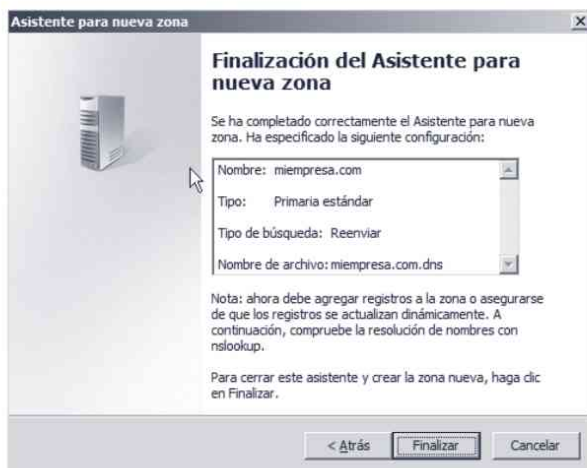 Asistente para nueva zona
Finalización del Asistente para
nueva zona
Se ha completado correctamente el Asistente para nueva
zona. Ha especificado la siguiente configuración:
Nombre: miempresa.com
Tipo: Primaria estándar
Tipo de búsqueda: Reenviar
Nombre de archivo: miempresa.com.dns
Nota: ahora debe agregar registros a la zona o asegurarse
de que los registros se actualizan dinámicamente. A
continuación, compruebe la resolución de nombres con
nslookup.
Para cerrar este asistente y crear la zona nueva, haga clic
en Finalizar.
< Atrás Finalizar Cancelar